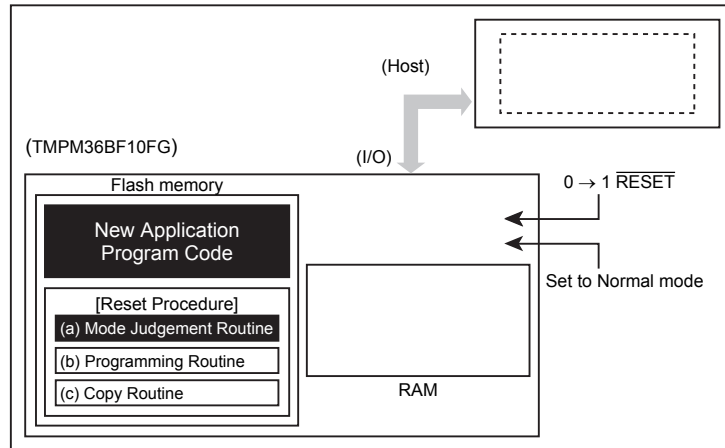 (Host)
(TMPM36BF10FG)
(I/O)
Flash memory
0 → 1 RESET
New Application
Program Code
Set to Normal mode
[Reset Procedure]
(a) Mode Judgement Routine
(b) Programming Routine
(c) Copy Routine
RAM